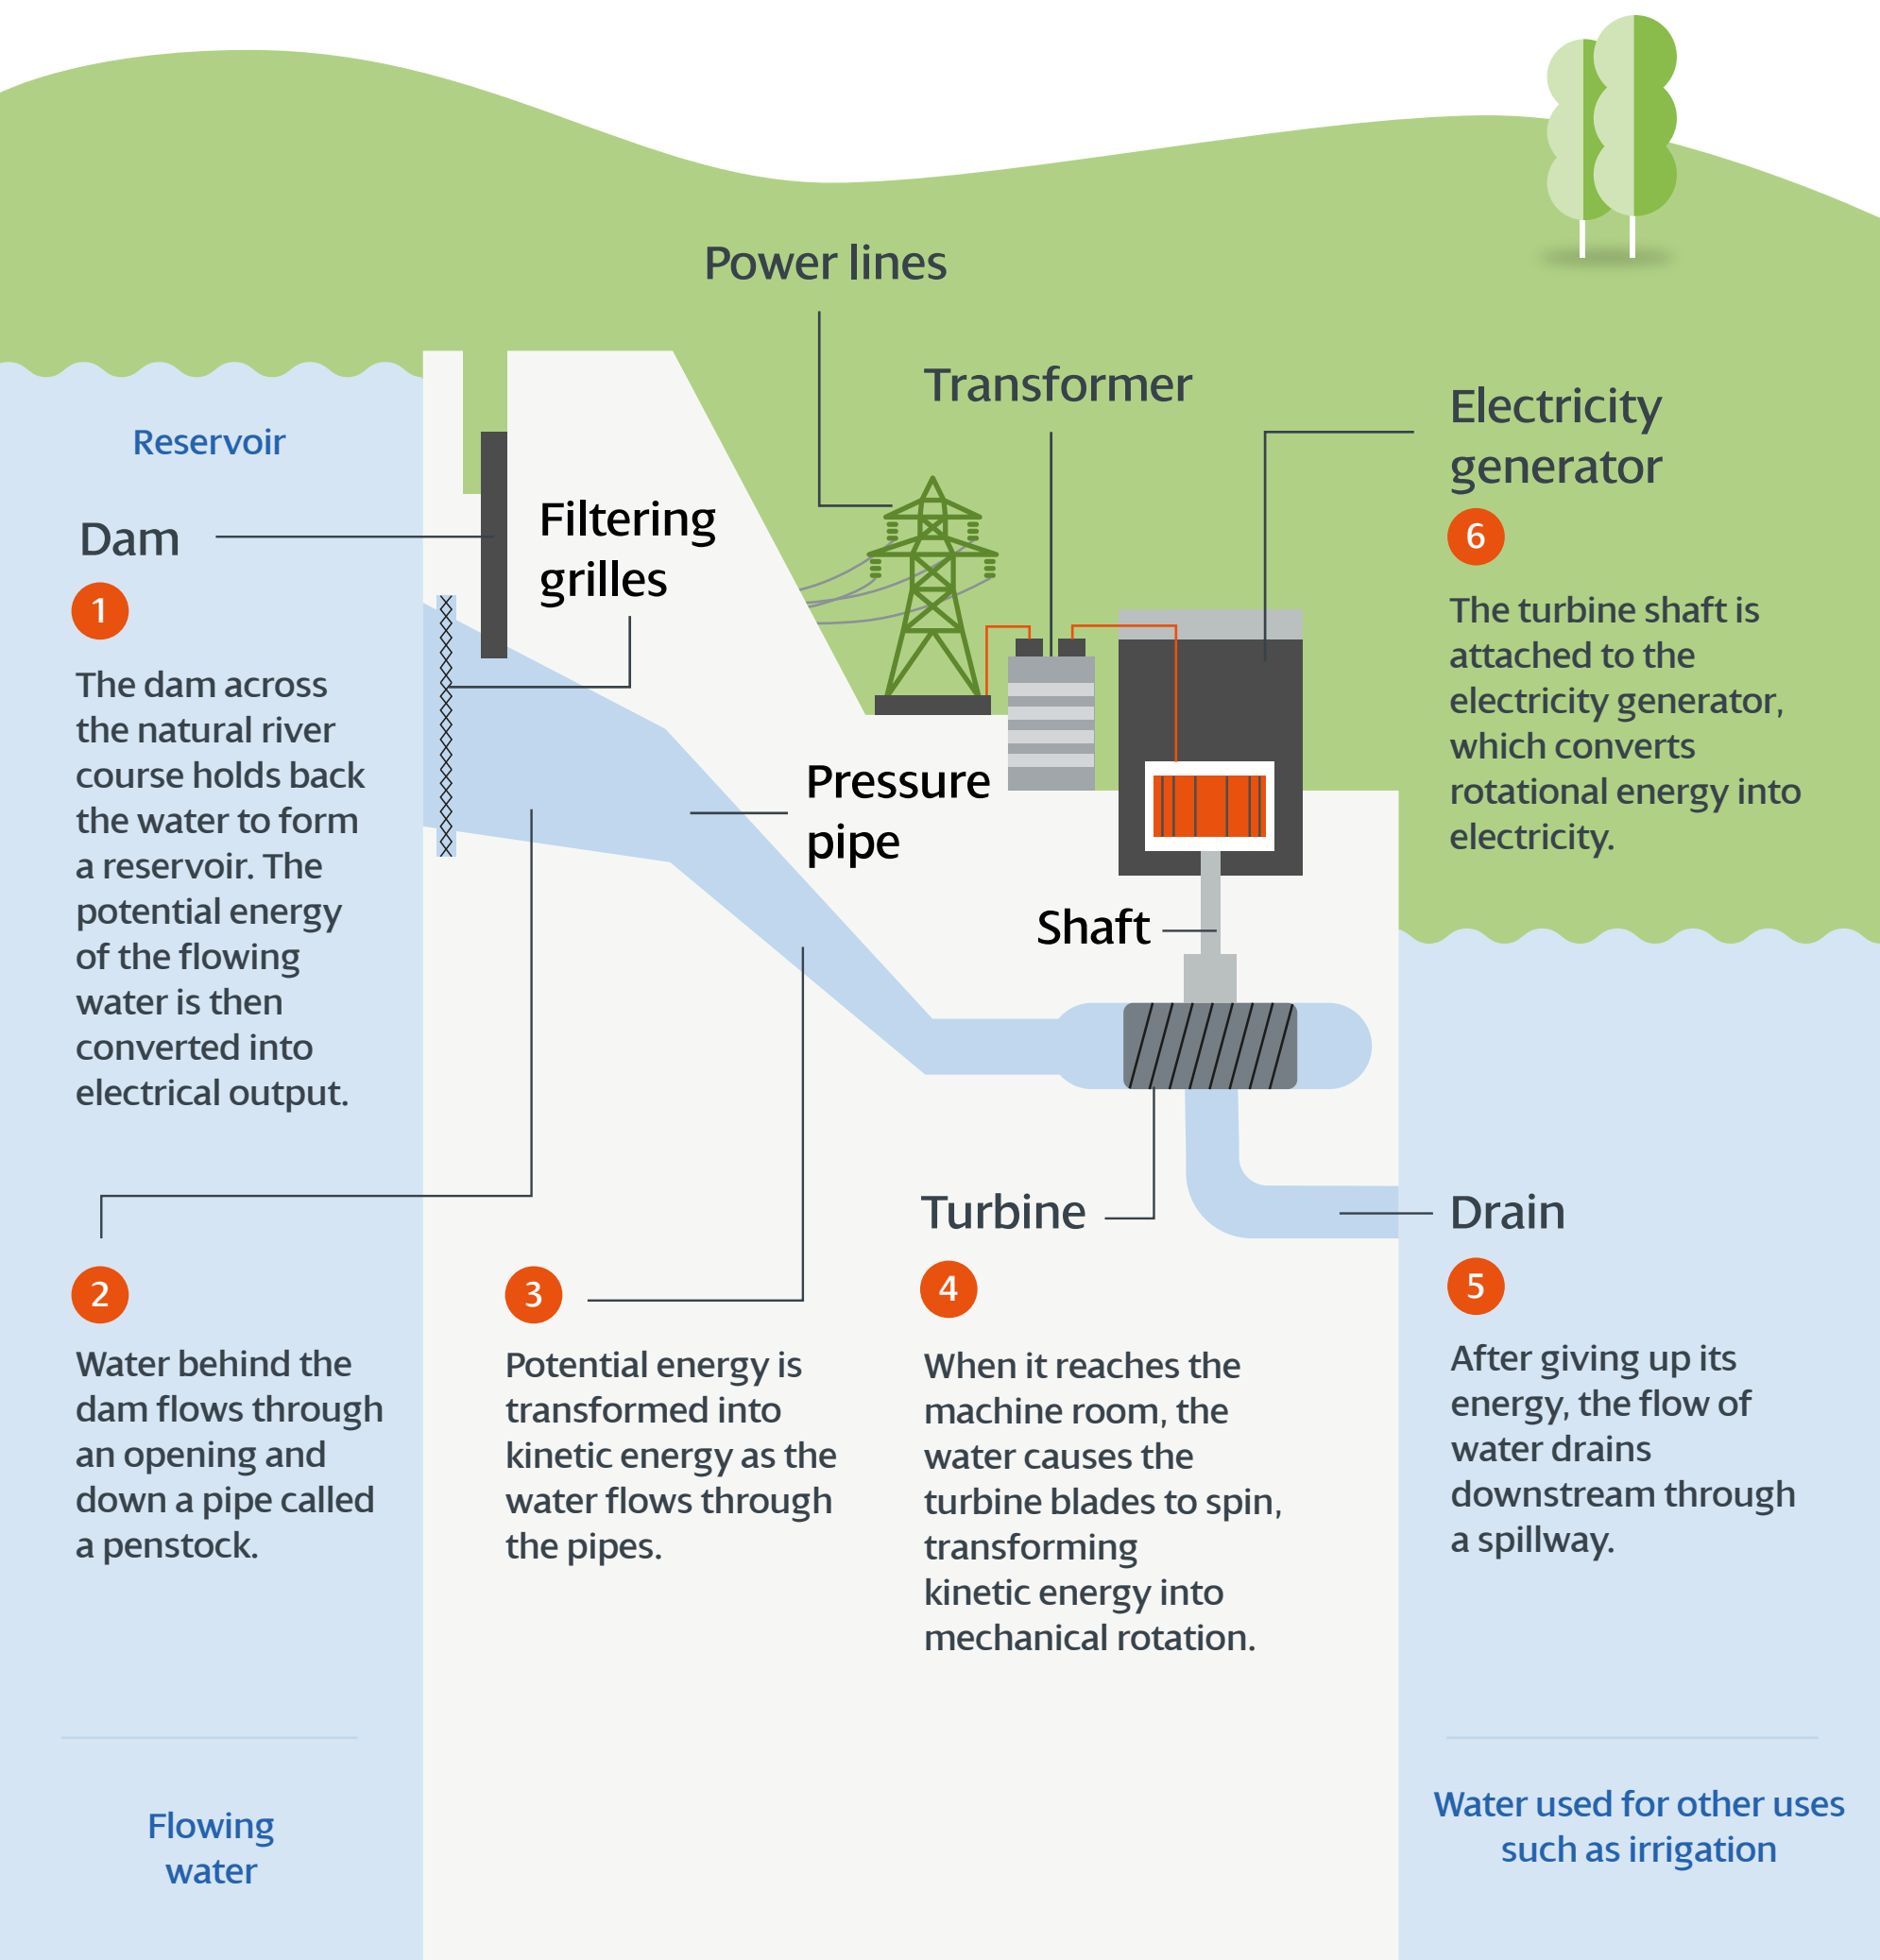 Power lines
Transformer
Electricity
generator
6
The turbine shaft is
attached to the
electricity generator,
which converts
rotational energy into
electricity.
Reservoir
Dam
1
The dam across
the natural river
course holds back
the water to form
a reservoir. The
potential energy
of the flowing
water is then
converted into
electrical output.
Filtering
grilles
Pressure
pipe
Shaft
2
Water behind the
dam flows through
an opening and
down a pipe called
a penstock.
3
Potential energy is
transformed into
kinetic energy as the
water flows through
the pipes.
Turbine
4
When it reaches the
machine room, the
water causes the
turbine blades to spin,
transforming
kinetic energy into
mechanical rotation.
Drain
5
After giving up its
energy, the flow of
water drains
downstream through
a spillway.
Flowing
water
Water used for other uses
such as irrigation